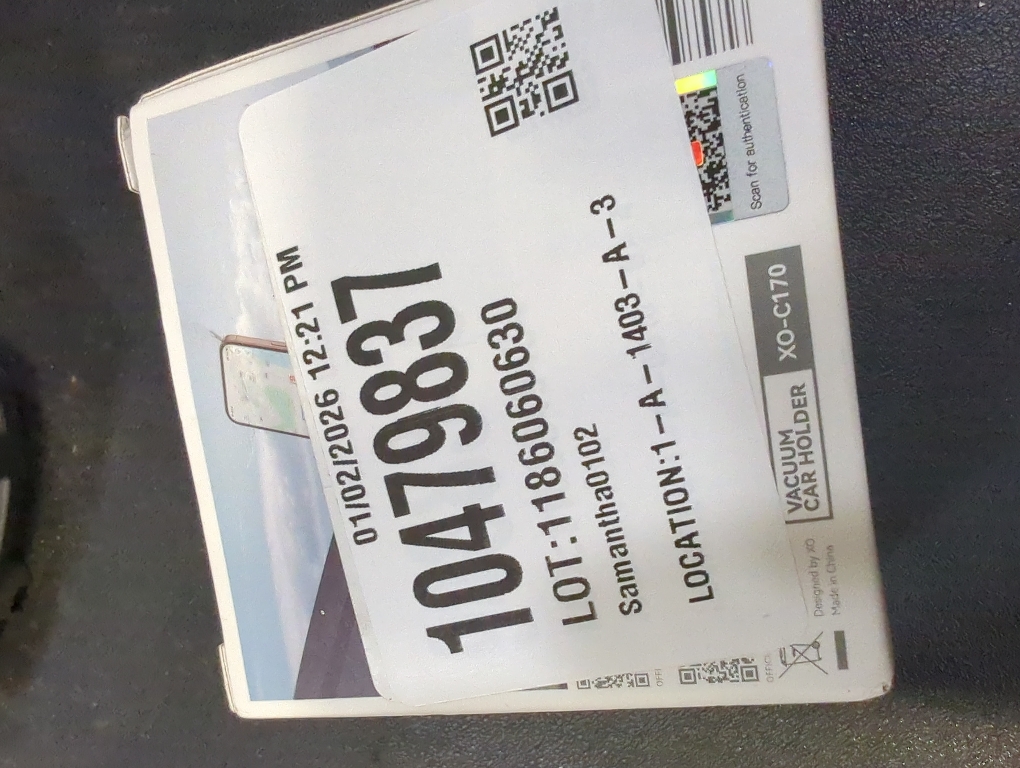 01/02/2026 12:21 PM
10479837
LOT:1186060630
Samantha0102
LOCATION:1-A-1403-A-3
Scan for authentication
VACUUM
CAR HOLDER
XO-C170
Designed by XO
Made in China